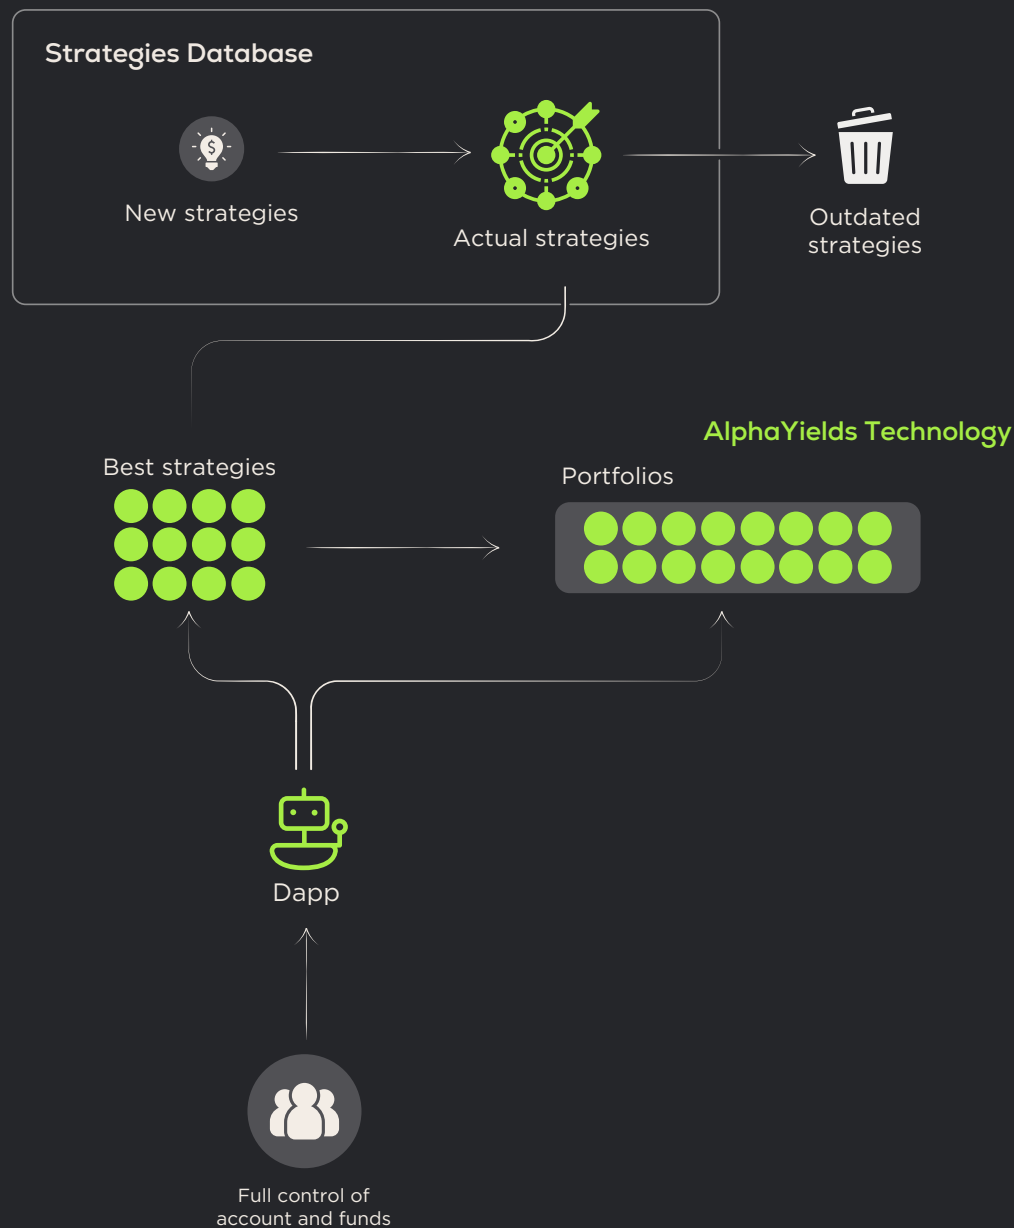 Strategies Database
New strategies
Actual strategies
Outdated
strategies
AlphaYields Technology
Best strategies
Portfolios
Dapp
Full control of
account and funds